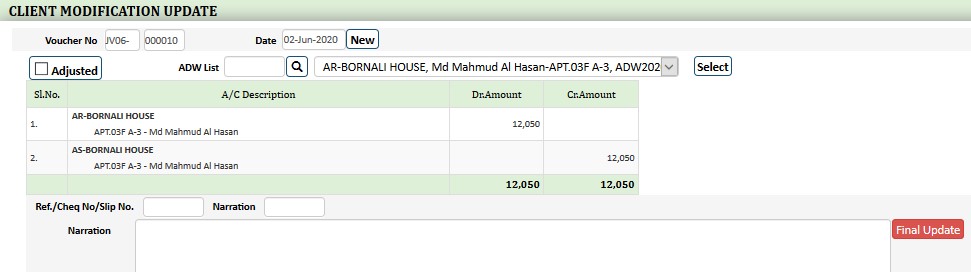 CLIENT MODIFICATION UPDATE
Voucher No JV06- 000010 Date 02-Jun-2020 New
Adjusted ADW List AR-BORNALI HOUSE, Md Mahmud Al Hasan-APT.03F A-3, ADW202 Select
Sl.No. A/C Description Dr.Amount Cr.Amount
1. AR-BORNALI HOUSE
APT.03F A-3 - Md Mahmud Al Hasan 12,050
2. AS-BORNALI HOUSE
APT.03F A-3 - Md Mahmud Al Hasan 12,050
12,050 12,050
Ref./Cheq No/Slip No. Narration
Narration Final Update